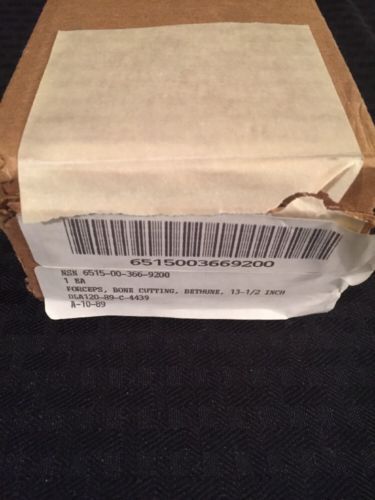 6515003669200
NSN 6515-00-366-9200
1 EA
FORCEPS, BONE CUTTING, BETHUNE, 13-1/2 INCH
DLA120-89-C-4439
A-10-89